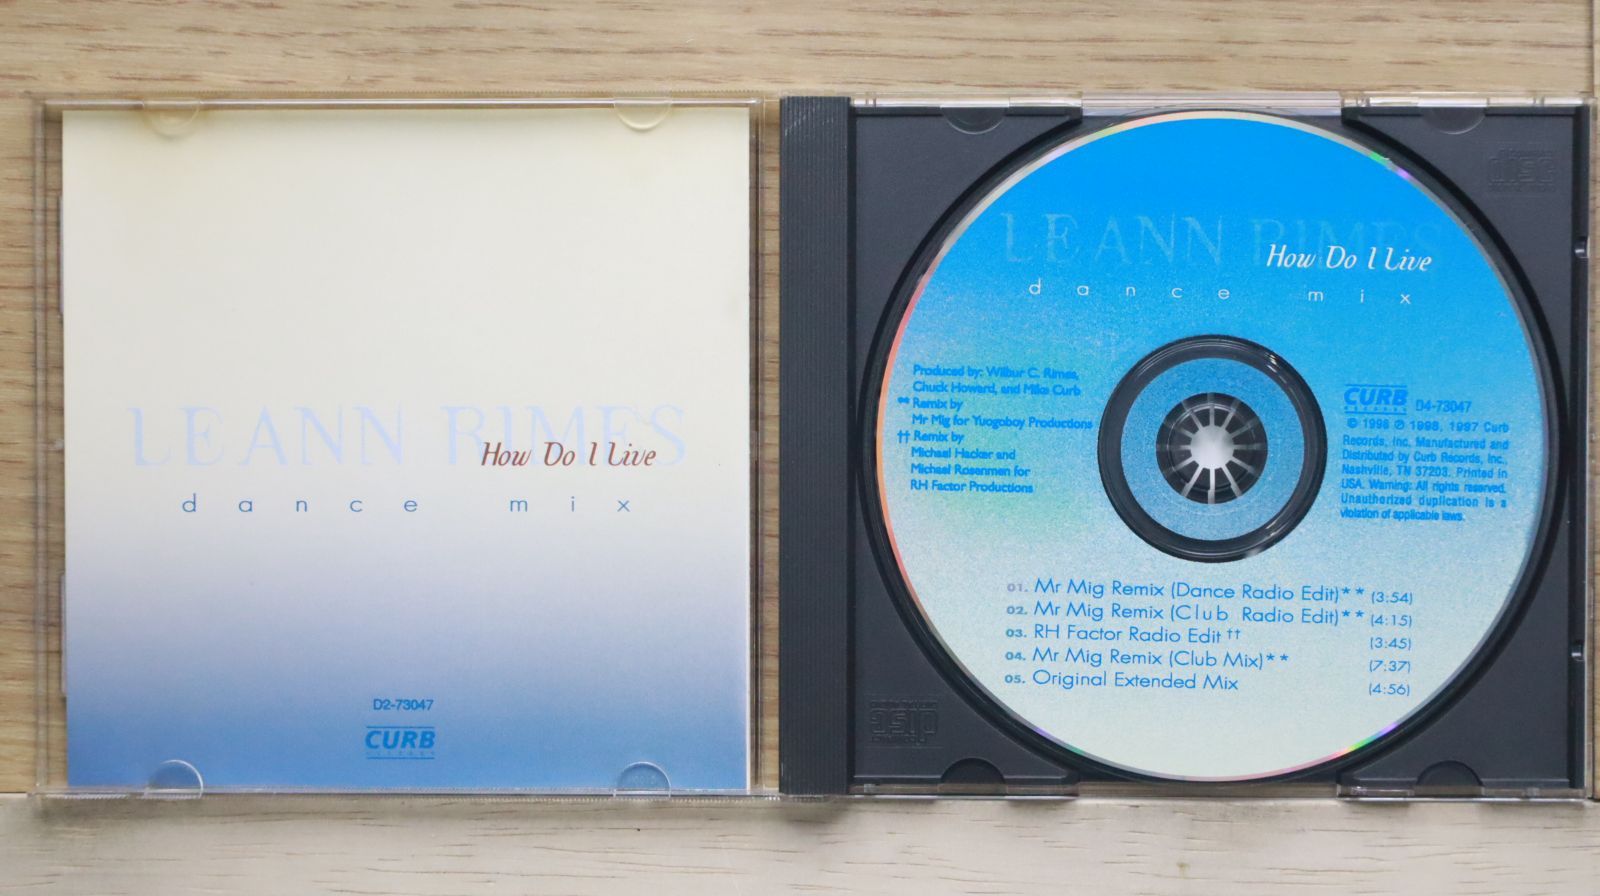 LEANN RIMES
How Do I Live
dance mix
D2-73047
CURB
RECORDS
LEANN RIMES
How Do I Live
dance mix
Produced by: Wilbur C. Rimes,
Chuck Howard, and Mike Curb
** Remix by
Mr Mig for Yuogoboy Productions
†† Remix by
Michael Hacker and
Michael Rosenmen for
RH Factor Productions
CURB
RECORDS
D4-73047
© 1998 ℗ 1998, 1997 Curb
Records, Inc. Manufactured and
Distributed by Curb Records, Inc.,
Nashville, TN 37203. Printed in
USA. Warning: All rights reserved.
Unauthorized duplication is a
violation of applicable laws.
01. Mr Mig Remix (Dance Radio Edit)** (3:54)
02. Mr Mig Remix (Club Radio Edit)** (4:15)
03. RH Factor Radio Edit †† (3:45)
04. Mr Mig Remix (Club Mix)** (7:37)
05. Original Extended Mix (4:56)
disc